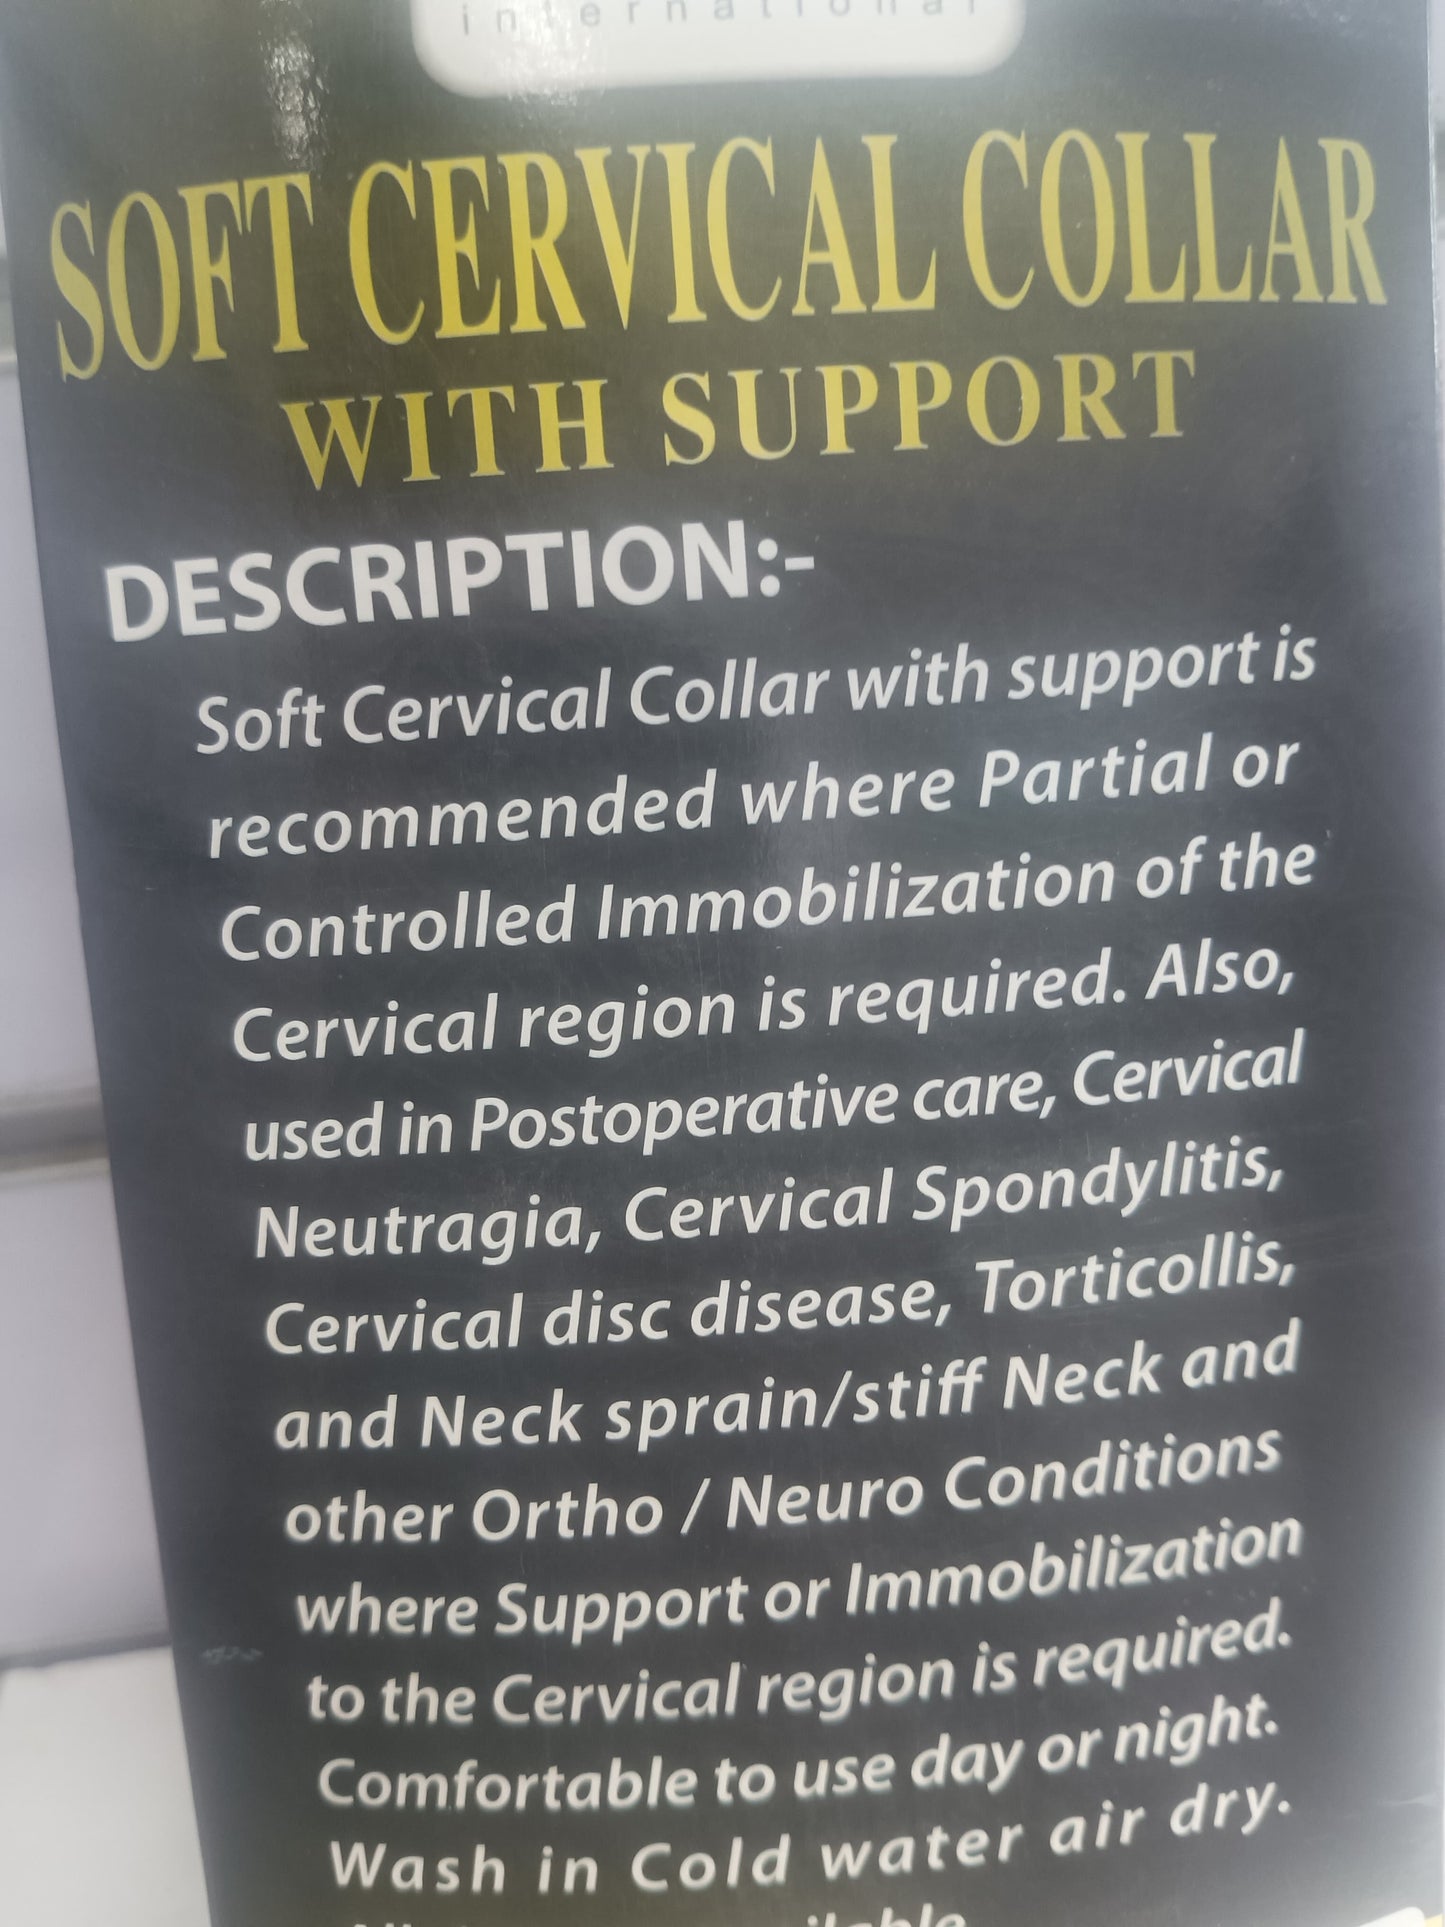 international
SOFT CERVICAL COLLAR
WITH SUPPORT
DESCRIPTION:-
Soft Cervical Collar with support is
recommended where Partial or
Controlled Immobilization of the
Cervical region is required. Also,
used in Postoperative care, Cervical
Neutragia, Cervical Spondylitis,
Cervical disc disease, Torticollis,
and Neck sprain/stiff Neck and
other Ortho / Neuro Conditions
where Support or Immobilization
to the Cervical region is required.
Comfortable to use day or night.
Wash in Cold water air dry.